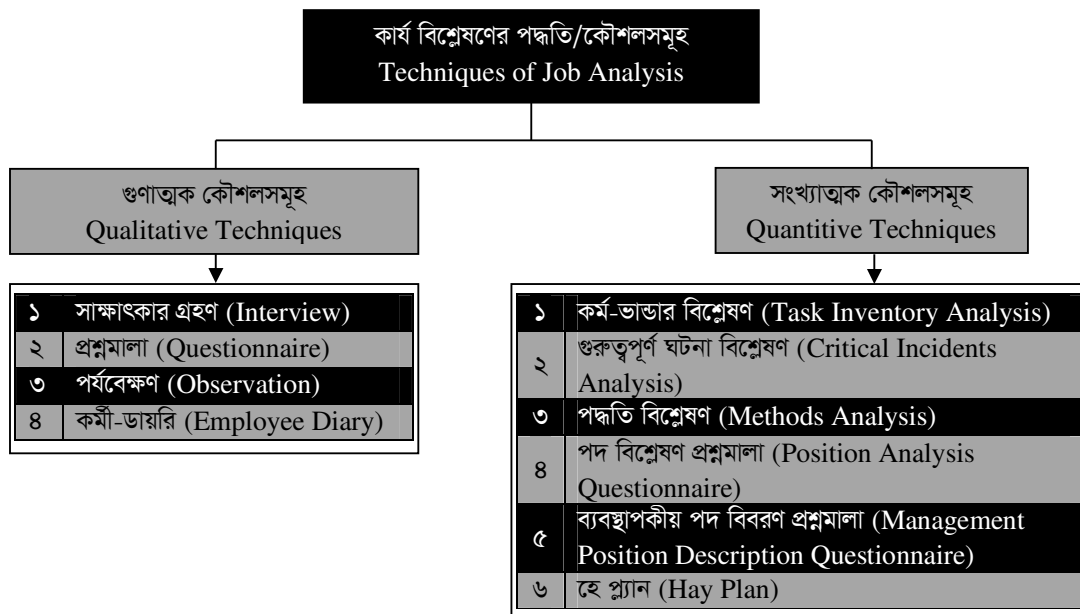 কার্য বিশ্লেষণের পদ্ধতি/কৌশলসমূহ
Techniques of Job Analysis
গুণাত্মক কৌশলসমূহ
Qualitative Techniques
১ সাক্ষাৎকার গ্রহণ (Interview)
২ প্রশ্নমালা (Questionnaire)
৩ পর্যবেক্ষণ (Observation)
৪ কর্মী-ডায়রি (Employee Diary)
সংখ্যাত্মক কৌশলসমূহ
Quantitive Techniques
১ কর্ম-ভান্ডার বিশ্লেষণ (Task Inventory Analysis)
২ গুরুত্বপূর্ণ ঘটনা বিশ্লেষণ (Critical Incidents
Analysis)
৩ পদ্ধতি বিশ্লেষণ (Methods Analysis)
৪ পদ বিশ্লেষণ প্রশ্নমালা (Position Analysis
Questionnaire)
৫ ব্যবস্থাপকীয় পদ বিবরণ প্রশ্নমালা (Management
Position Description Questionnaire)
৬ হে প্ল্যান (Hay Plan)